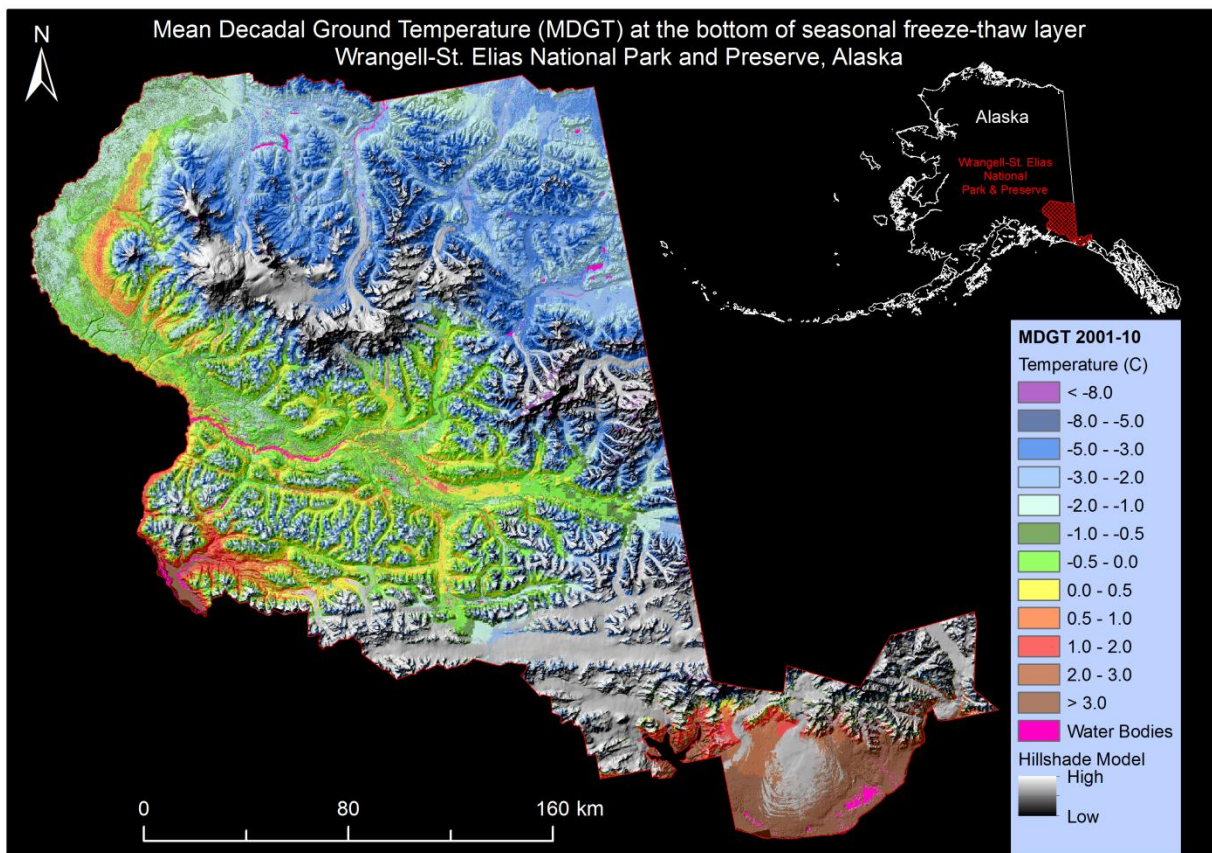 Mean Decadal Ground Temperature (MDGT) at the bottom of seasonal freeze-thaw layer
Wrangell-St. Elias National Park and Preserve, Alaska
N
Alaska
Wrangell-St. Elias
National
Park & Preserve
MDGT 2001-10
Temperature (C)
< -8.0
-8.0 - -5.0
-5.0 - -3.0
-3.0 - -2.0
-2.0 - -1.0
-1.0 - -0.5
-0.5 - 0.0
0.0 - 0.5
0.5 - 1.0
1.0 - 2.0
2.0 - 3.0
> 3.0
Water Bodies
Hillshade Model
High
Low
0 80 160 km